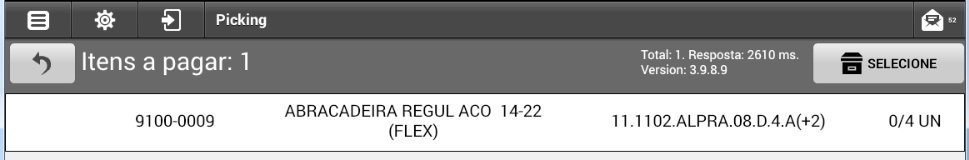 Picking
52
Itens a pagar: 1
Total: 1. Resposta: 2610 ms.
Version: 3.9.8.9
SELECIONE
9100-0009
ABRACADEIRA REGUL ACO 14-22
(FLEX)
11.1102.ALPRA.08.D.4.A(+2)
0/4 UN